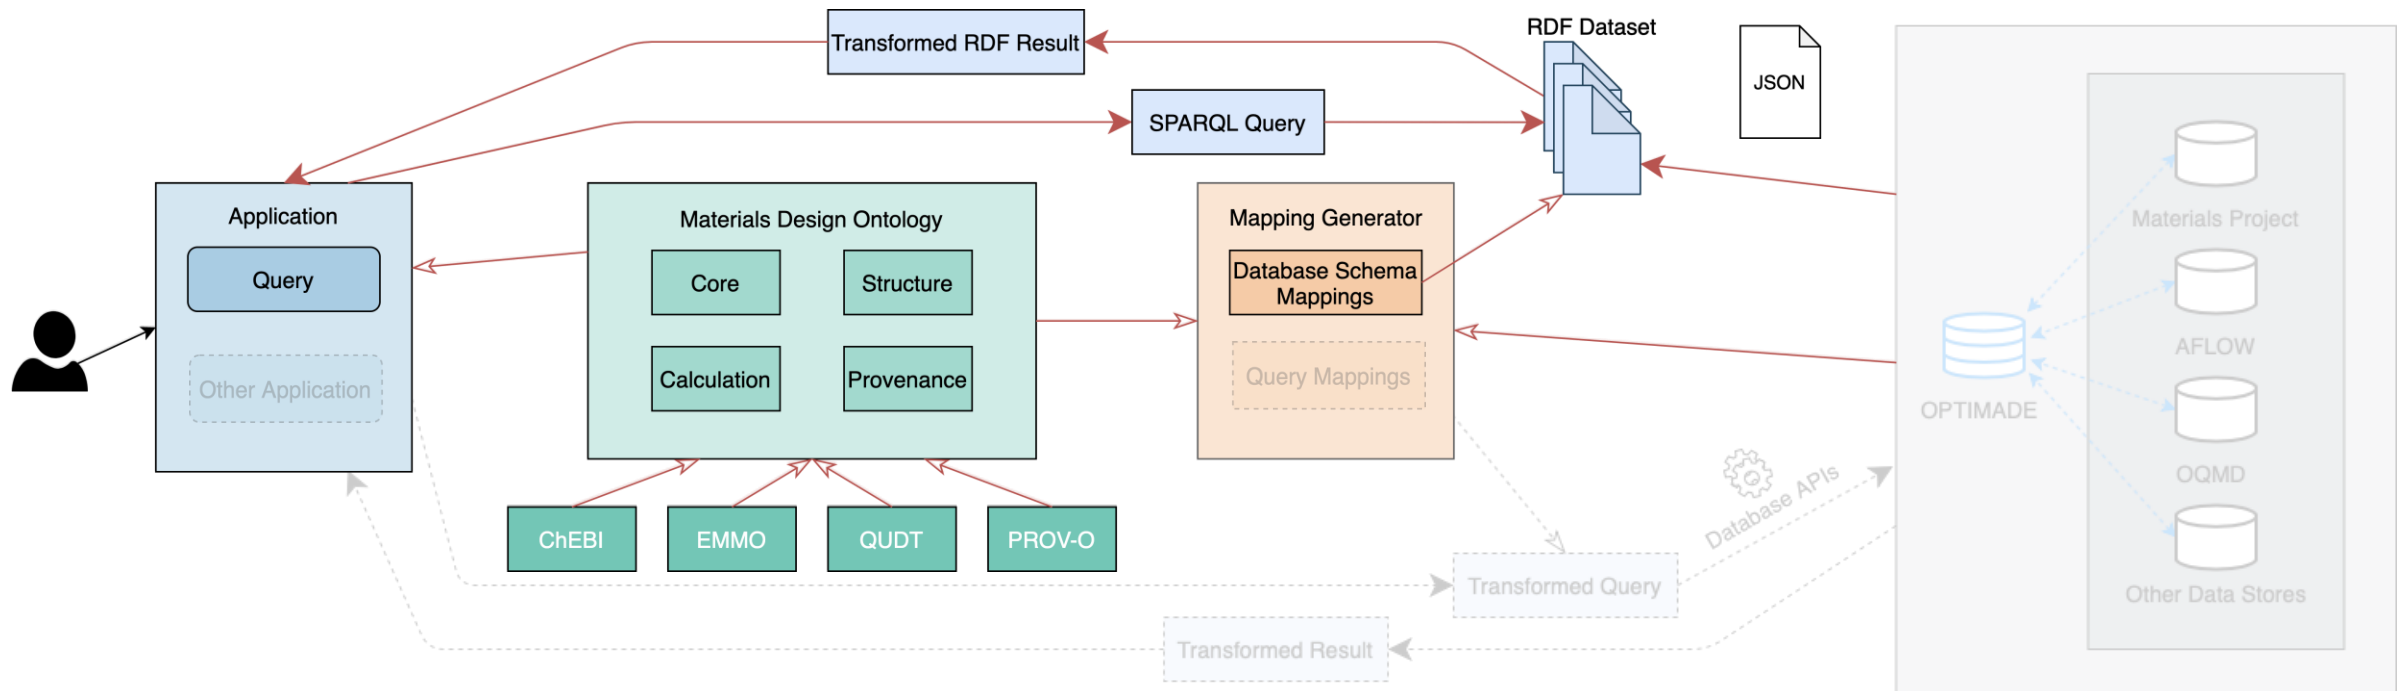 RDF Dataset
Transformed RDF Result
JSON
SPARQL Query
Application
Query
Other Application
Materials Design Ontology
Core
Structure
Calculation
Provenance
Mapping Generator
Database Schema
Mappings
Query Mappings
ChEBI
EMMO
QUDT
PROV-O
Transformed Query
Transformed Result
Database APIs
OPTIMADE
Materials Project
AFLOW
OQMD
Other Data Stores